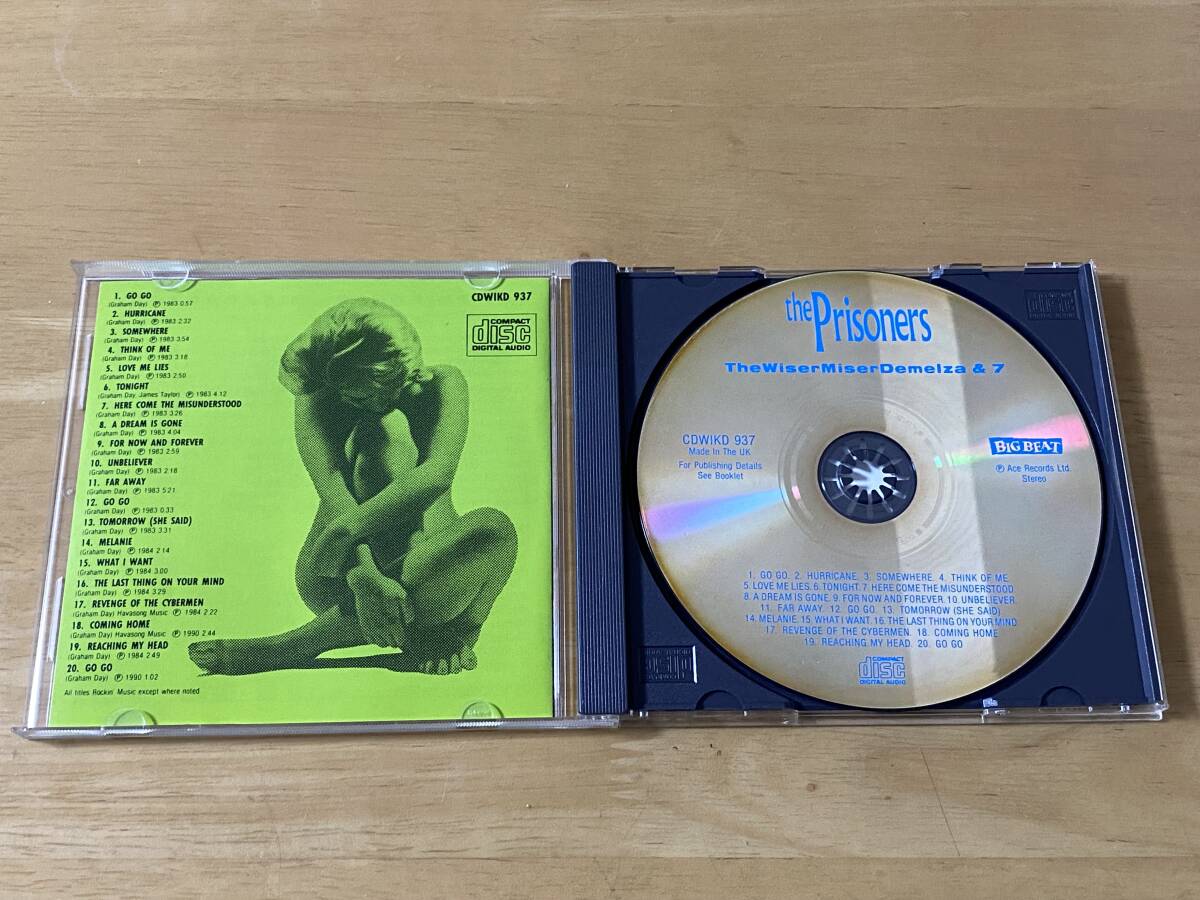 CDWIKD 937
COMPACT
disc
DIGITAL AUDIO
1. GO GO
(Graham Day) ℗ 1983 0.57
2. HURRICANE
(Graham Day) ℗ 1983 2:32
3. SOMEWHERE
(Graham Day) ℗ 1983 3.54
4. THINK OF ME
(Graham Day) ℗ 1983 3.18
5. LOVE ME LIES
(Graham Day) ℗ 1983 2:50
6. TONIGHT
(Graham Day, James Taylor) ℗ 1983 4.12
7. HERE COME THE MISUNDERSTOOD
(Graham Day) ℗ 1983 3.26
8. A DREAM IS GONE
(Graham Day) ℗ 1983 4.04
9. FOR NOW AND FOREVER
(Graham Day) ℗ 1983 2:59
10. UNBELIEVER
(Graham Day) ℗ 1983 2:18
11. FAR AWAY
(Graham Day) ℗ 1983 5:21
12. GO GO
(Graham Day) ℗ 1983 0.33
13. TOMORROW (SHE SAID)
(Graham Day) ℗ 1983 3.31
14. MELANIE
(Graham Day) ℗ 1984 2:14
15. WHAT I WANT
(Graham Day) ℗ 1984 3.00
16. THE LAST THING ON YOUR MIND
(Graham Day) ℗ 1984 3:29
17. REVENGE OF THE CYBERMEN
(Graham Day) Havasong Music ℗ 1984 2:22
18. COMING HOME
(Graham Day) Havasong Music ℗ 1990 2.44
19. REACHING MY HEAD
(Graham Day) ℗ 1984 2:49
20. GO GO
(Graham Day) ℗ 1990 1.02
All titles Rockin' Music except where noted
the Prisoners
TheWiserMiserDemelza & 7
CDWIKD 937
Made In The UK
For Publishing Details
See Booklet
BIG BEAT
℗ Ace Records Ltd.
Stereo
1. GO GO. 2. HURRICANE. 3. SOMEWHERE. 4. THINK OF ME.
5. LOVE ME LIES. 6. TONIGHT. 7. HERE COME THE MISUNDERSTOOD.
8. A DREAM IS GONE. 9. FOR NOW AND FOREVER. 10. UNBELIEVER.
11. FAR AWAY. 12. GO GO. 13. TOMORROW (SHE SAID)
14. MELANIE. 15. WHAT I WANT. 16. THE LAST THING ON YOUR MIND
17. REVENGE OF THE CYBERMEN. 18. COMING HOME
19. REACHING MY HEAD. 20. GO GO
COMPACT
disc
DIGITAL AUDIO